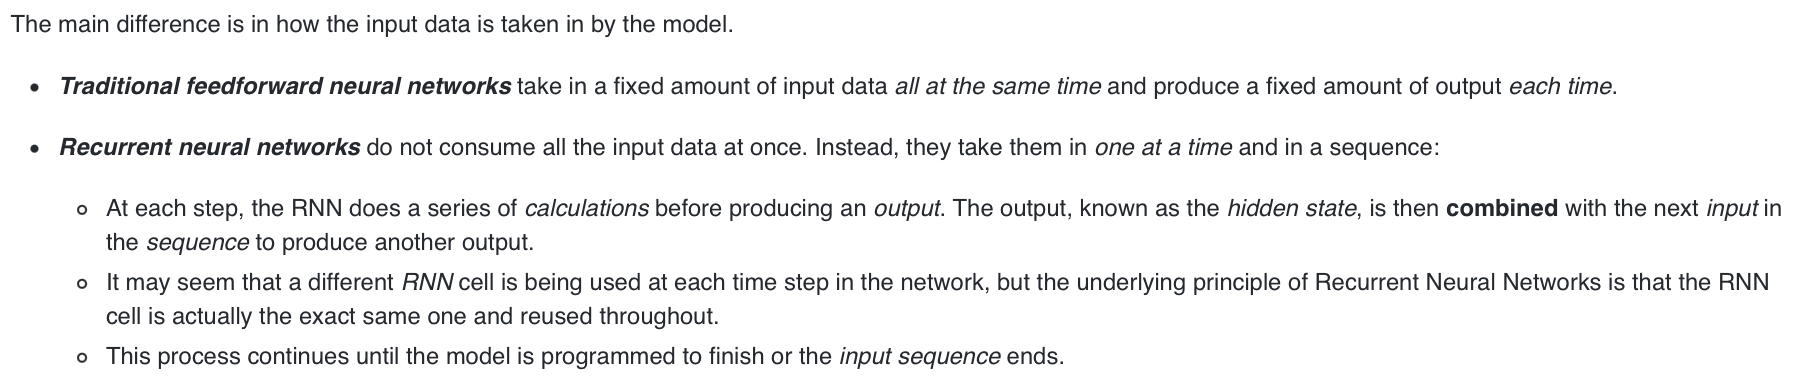 The main difference is in how the input data is taken in by the model.
• Traditional feedforward neural networks take in a fixed amount of input data all at the same time and produce a fixed amount of output each time.
• Recurrent neural networks do not consume all the input data at once. Instead, they take them in one at a time and in a sequence:
○ At each step, the RNN does a series of calculations before producing an output. The output, known as the hidden state, is then combined with the next input in
the sequence to produce another output.
○ It may seem that a different RNN cell is being used at each time step in the network, but the underlying principle of Recurrent Neural Networks is that the RNN
cell is actually the exact same one and reused throughout.
○ This process continues until the model is programmed to finish or the input sequence ends.